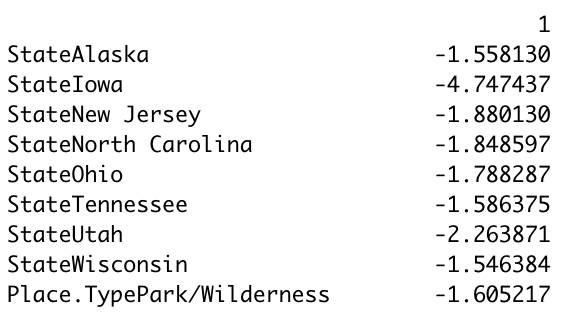 1
StateAlaska -1.558130
StateIowa -4.747437
StateNew Jersey -1.880130
StateNorth Carolina -1.848597
StateOhio -1.788287
StateTennessee -1.586375
StateUtah -2.263871
StateWisconsin -1.546384
Place.TypePark/Wilderness -1.605217